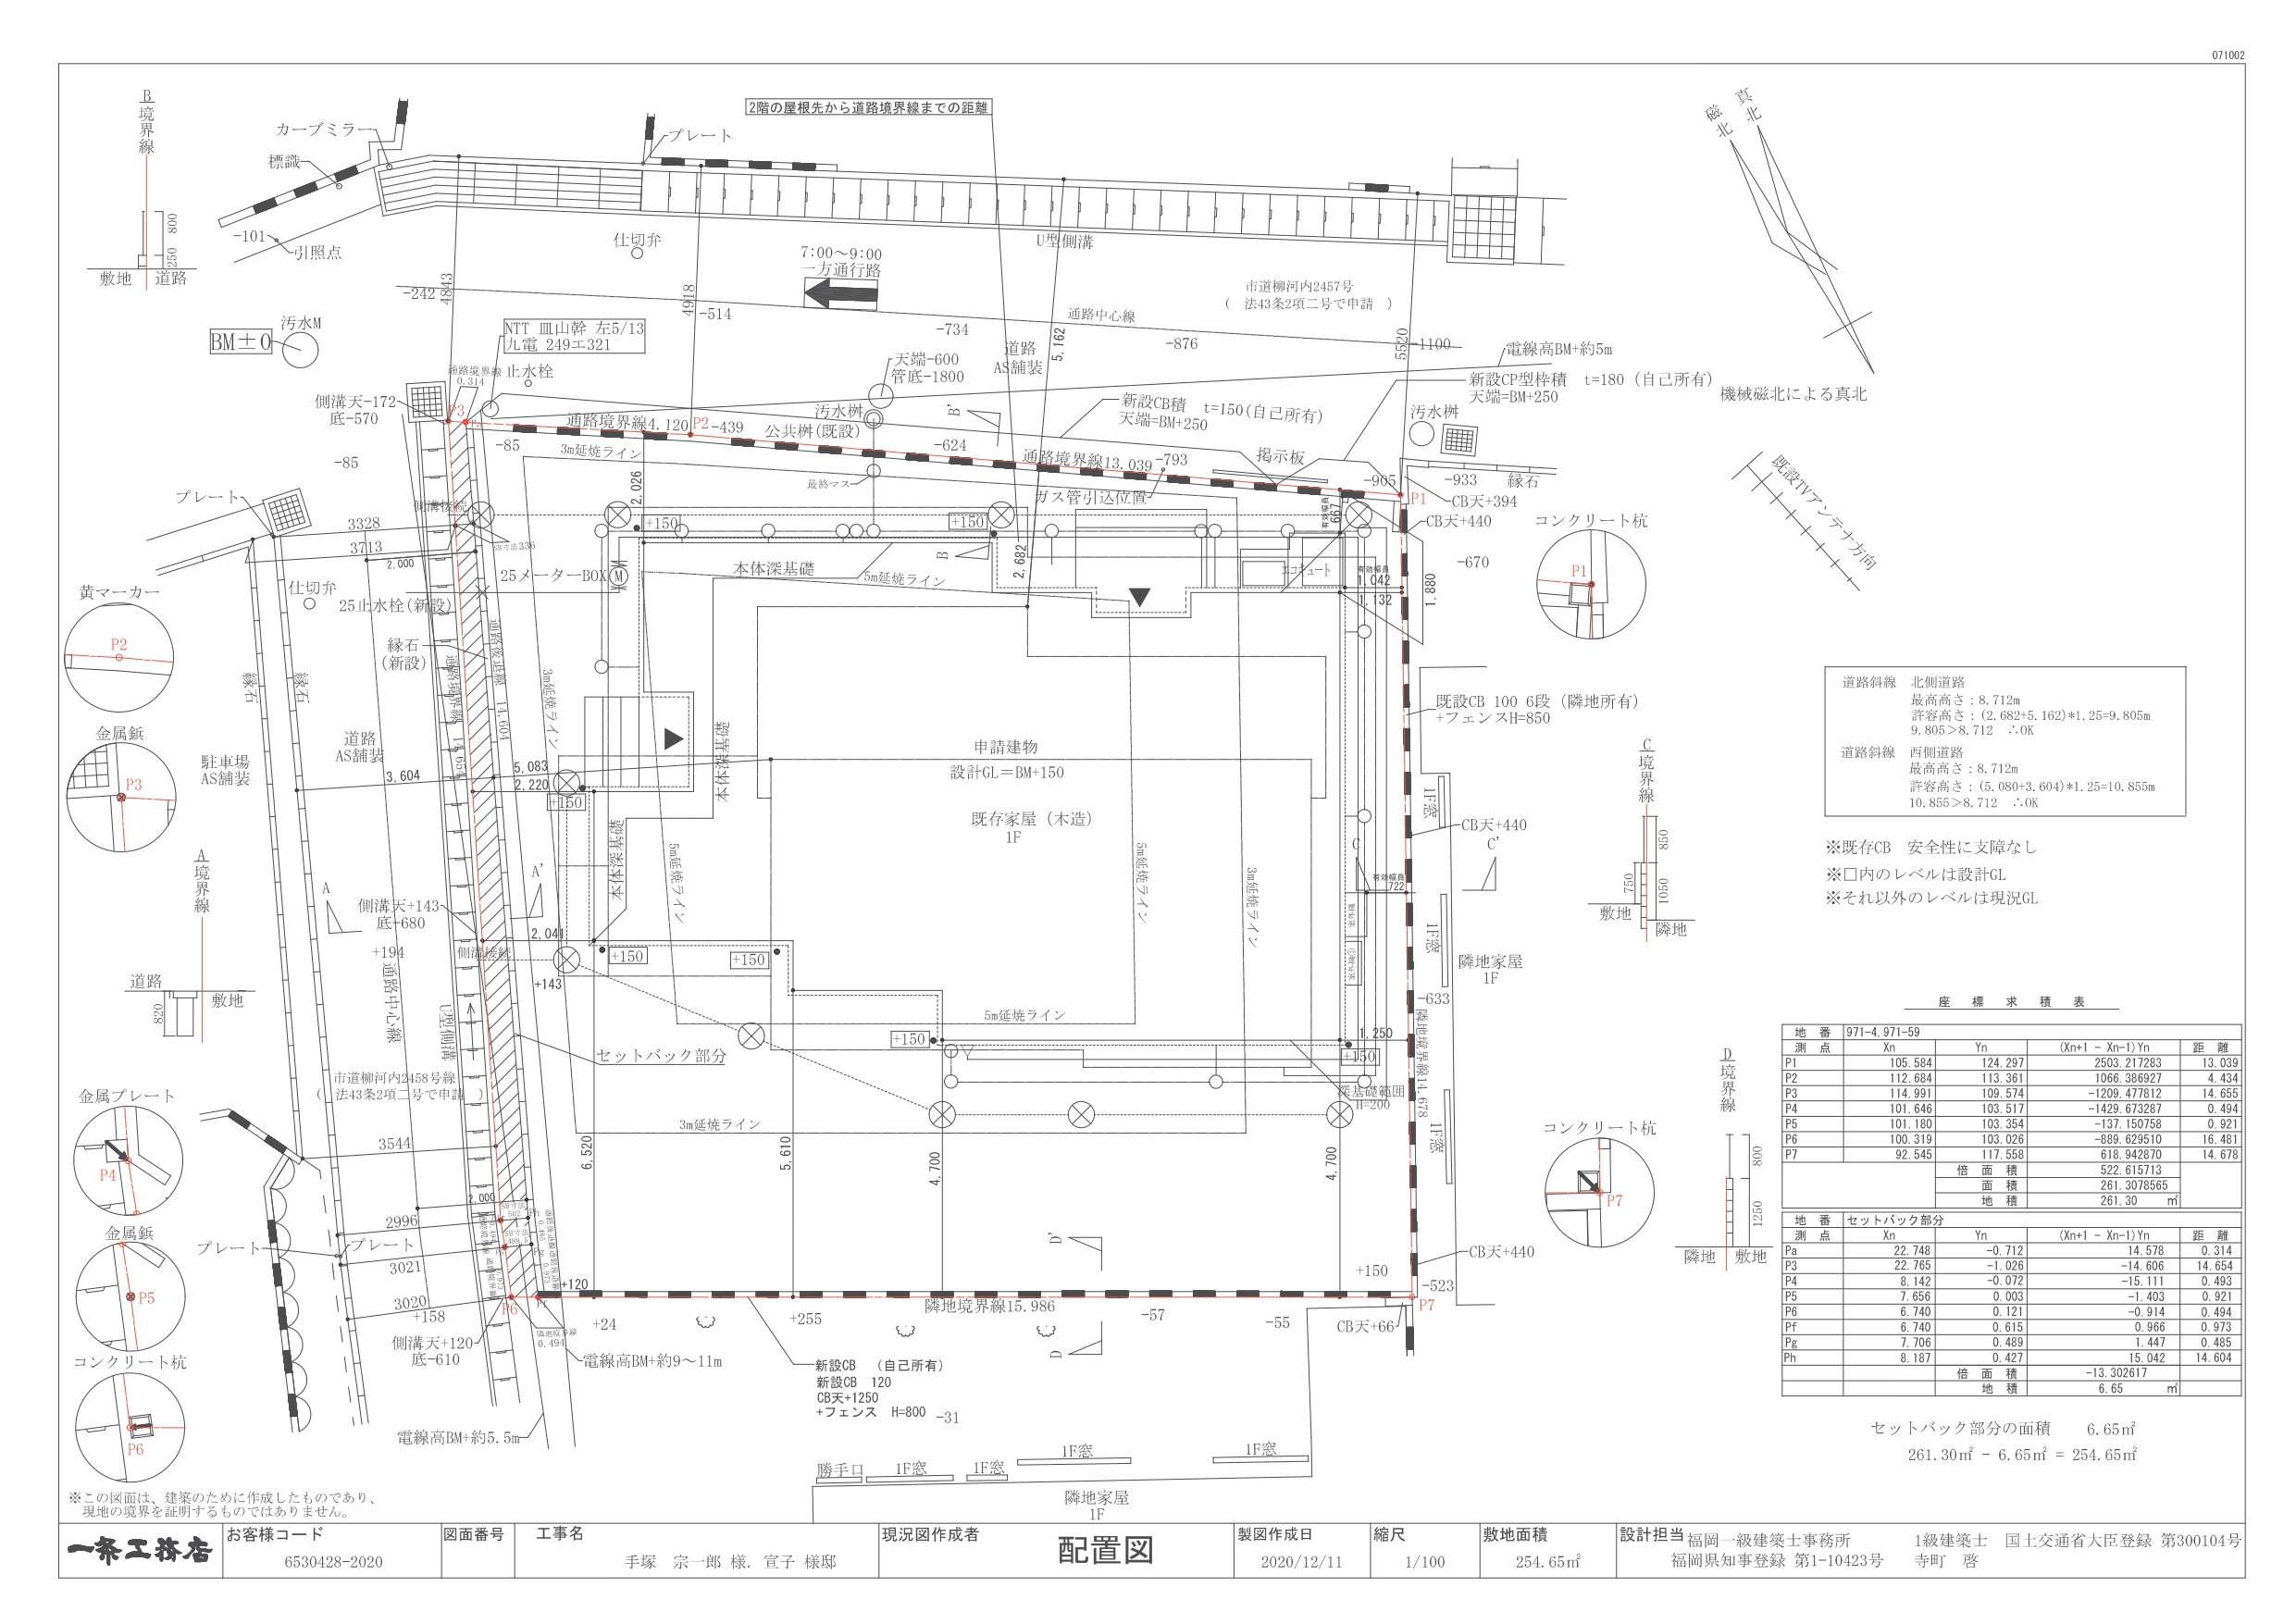 071002
B
境界線
800
250
敷地 道路
カーブミラー
標識
-101
引照点
プレート
2階の屋根先から道路境界線までの距離
仕切弁
7:00～9:00
一方通行路
U型側溝
市道柳河内2457号
( 法43条2項二号で申請 )
通路中心線
磁北
真北
機械磁北による真北
既設TVアンテナ方向
-242
4843
4918
-514
-734
5,162
-876
5520
-1100
道路
AS舗装
電線高BM+約5m
新設CP型枠積 t=180（自己所有）
天端=BM+250
新設CB積 t=150(自己所有)
天端=BM+250
BM±0
汚水M
NTT 皿山幹 左5/13
九電 249ニ321
通路境界線
0.314
止水栓
天端-600
管底-1800
汚水桝
公共桝(既設)
汚水桝
側溝天-172
底-570
P3
-85
-85
通路境界線4.120
P2
-439
3m延焼ライン
-624
通路境界線13.039
-793
掲示板
-905
P1
-933
縁石
CB天+394
CB天+440
-670
最終マス
ガス管引込位置
B'
B
プレート
側溝接続
3328
3713
2,000
2,026
+150
+150
2,682
667
有効幅員
エコキュート
有効幅員
1,042
1,132
1,880
25メーターBOX
M
本体深基礎
5m延焼ライン
仕切弁
25止水栓(新設)
黄マーカー
P2
金属鋲
P3
縁石
(新設)
縁石
縁石
通路後退線 14.604
3m延焼ライン
駐車場
AS舗装
道路
AS舗装
3,604
5,083
2,220
+150
本体深基礎
本体深基礎
申請建物
設計GL＝BM+150
既存家屋（木造）
1F
5m延焼ライン
5m延焼ライン
3m延焼ライン
コンクリート杭
P1
既設CB 100 6段（隣地所有）
+フェンスH=850
1F窓
CB天+440
C
C'
有効幅員
722
1F窓
隣地家屋
1F
-633
隣地境界線14.678
1F窓
C
境界線
850
750
1050
敷地
隣地
道路斜線 北側道路
最高高さ：8.712m
許容高さ：(2.682+5.162)*1.25=9.805m
9.805＞8.712 ∴OK
道路斜線 西側道路
最高高さ：8.712m
許容高さ：(5.080+3.604)*1.25=10.855m
10.855＞8.712 ∴OK
※既存CB 安全性に支障なし
※□内のレベルは設計GL
※それ以外のレベルは現況GL
A
境界線
道路
敷地
820
A
A'
側溝天+143
底-680
+194
通路中心線
側溝接続
2,041
+143
+150
+150
U型側溝
セットバック部分
市道柳河内2458号線
( 法43条2項二号で申請 )
5m延焼ライン
+150
1,250
+150
深基礎範囲
H=200
3m延焼ライン
6,520
5,610
4,700
4,700
金属プレート
P4
金属鋲
P5
コンクリート杭
P6
3544
2,000
2996
プレート
プレート
3021
3020
+158
側溝天+120
底-610
P6
Pf
+120
0.494
+24
電線高BM+約9～11m
電線高BM+約5.5m
+255
隣地境界線15.986
-57
-55
D'
D
+150
-523
P7
CB天+440
CB天+66
新設CB （自己所有）
新設CB 120
CB天+1250
+フェンス H=800
-31
勝手口
1F窓
1F窓
1F窓
1F窓
隣地家屋
1F
コンクリート杭
P7
D
境界線
800
1250
隣地 敷地
座標求積表
地番 971-4.971-59
測点 Xn Yn (Xn+1 - Xn-1)Yn 距離
P1 105.584 124.297 2503.217283 13.039
P2 112.684 113.361 1066.386927 4.434
P3 114.991 109.574 -1209.477812 14.655
P4 101.646 103.517 -1429.673287 0.494
P5 101.180 103.354 -137.150758 0.921
P6 100.319 103.026 -889.629510 16.481
P7 92.545 117.558 618.942870 14.678
倍面積 522.615713
面積 261.3078565
地積 261.30 ㎡
地番 セットバック部分
測点 Xn Yn (Xn+1 - Xn-1)Yn 距離
Pa 22.748 -0.712 14.578 0.314
P3 22.765 -1.026 -14.606 14.654
P4 8.142 -0.072 -15.111 0.493
P5 7.656 0.003 -1.403 0.921
P6 6.740 0.121 -0.914 0.494
Pf 6.740 0.615 0.966 0.973
Pg 7.706 0.489 1.447 0.485
Ph 8.187 0.427 15.042 14.604
倍面積 -13.302617
地積 6.65 ㎡
セットバック部分の面積 6.65㎡
261.30㎡ - 6.65㎡ = 254.65㎡
※この図面は、建築のために作成したものであり、
現地の境界を証明するものではありません。
一条工務店
お客様コード
6530428-2020
図面番号
工事名
手塚 宗一郎 様. 宣子 様邸
現況図作成者
配置図
製図作成日
2020/12/11
縮尺
1/100
敷地面積
254.65㎡
設計担当 福岡一級建築士事務所
福岡県知事登録 第1-10423号
1級建築士 国土交通省大臣登録 第300104号
寺町 啓